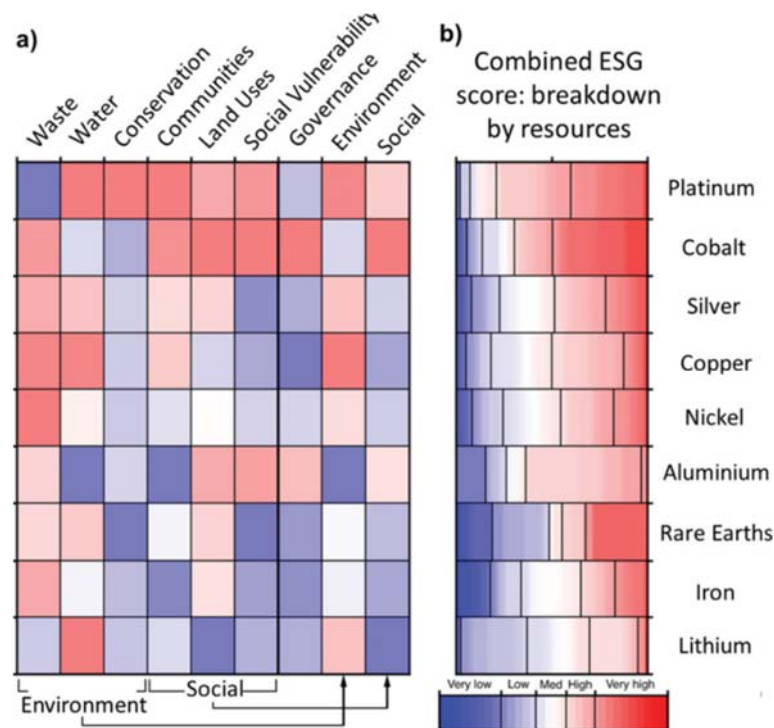 a)
Waste
Water
Conservation
Communities
Land Uses
Social Vulnerability
Governance
Environment
Social
b)
Combined ESG
score: breakdown
by resources
Platinum
Cobalt
Silver
Copper
Nickel
Aluminium
Rare Earths
Iron
Lithium
Environment
Social
Very low Low Med High Very high